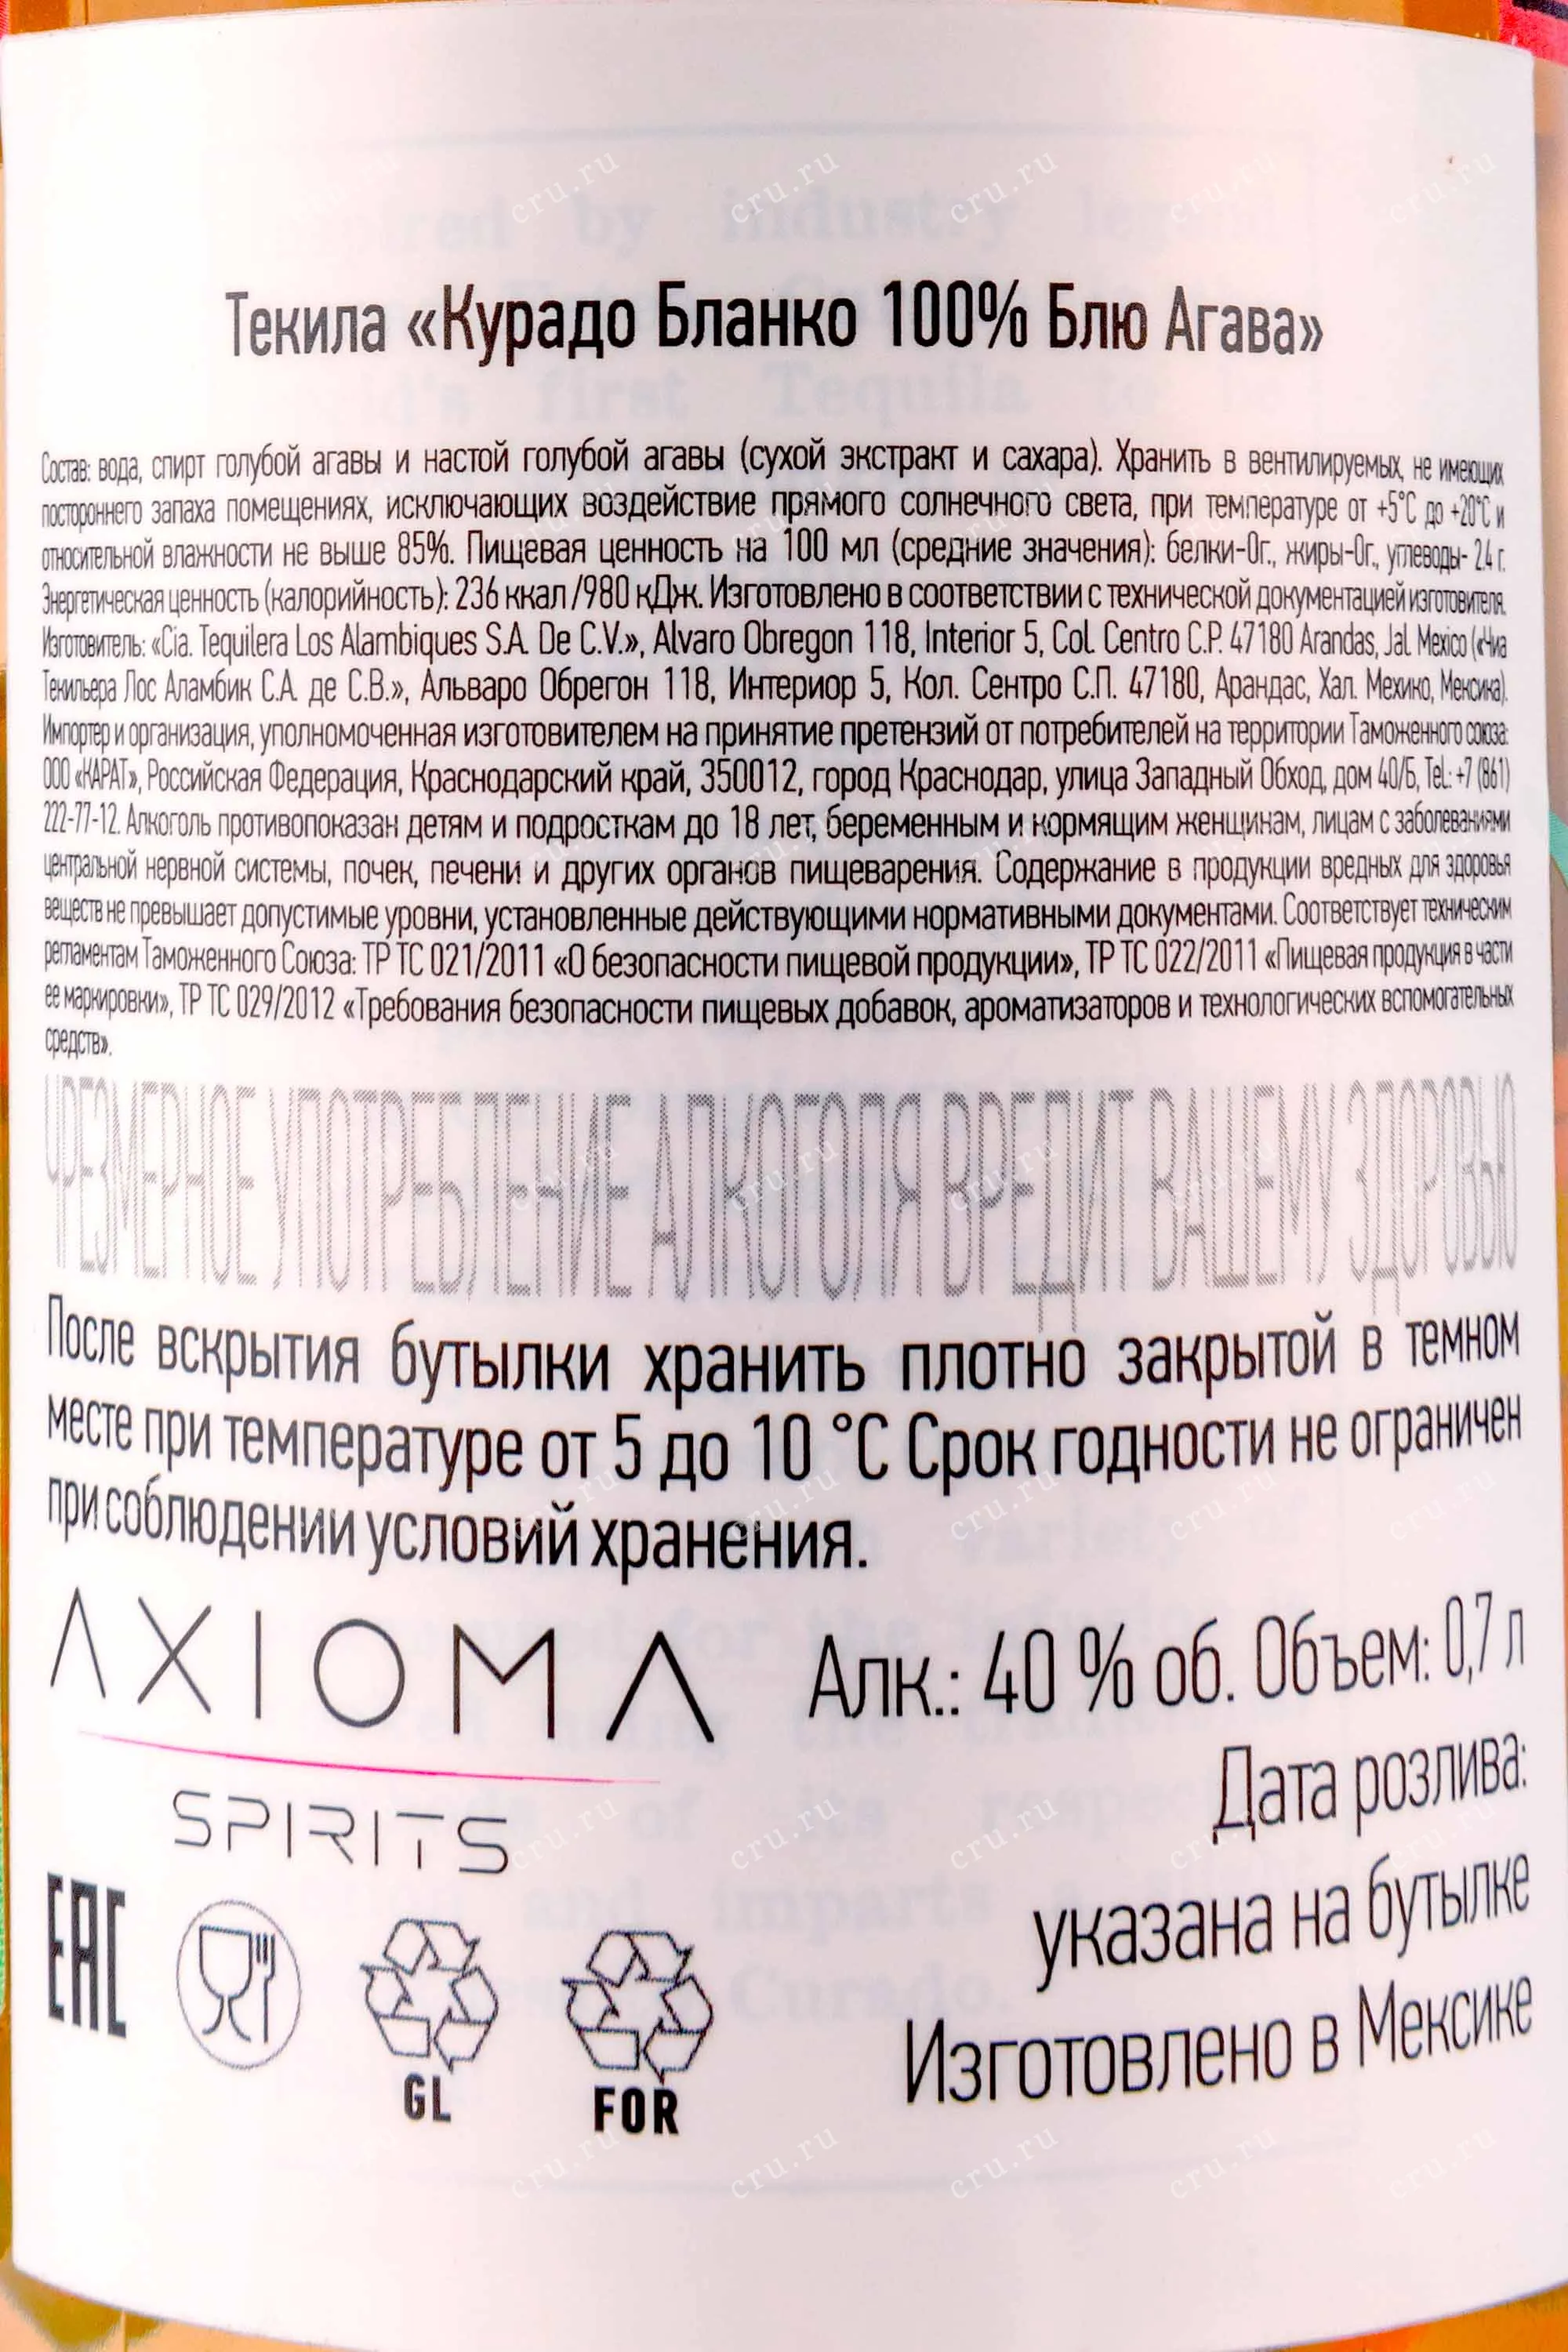 Текила «Курадо Бланко 100% Блю Агава»
Состав: вода, спирт голубой агавы и настой голубой агавы (сухой экстракт и сахара). Хранить в вентилируемых, не имеющих
постороннего запаха помещениях, исключающих воздействие прямого солнечного света, при температуре от +5°С до +20°С и
относительной влажности не выше 85%. Пищевая ценность на 100 мл (средние значения): белки-0г., жиры-0г., углеводы- 2.4 г.
Энергетическая ценность (калорийность): 236 ккал /980 кДж. Изготовлено в соответствии с технической документацией изготовителя.
Изготовитель: «Cia. Tequilera Los Alambiques S.A. De C.V.», Alvaro Obregon 118, Interior 5, Col. Centro C.P. 47180 Arandas, Jal. Mexico («Чиа
Текильера Лос Аламбик С.А. де С.В.», Альваро Обрегон 118, Интериор 5, Кол. Сентро С.П. 47180, Арандас, Хал. Мехико, Мексика).
Импортер и организация, уполномоченная изготовителем на принятие претензий от потребителей на территории Таможенного союза:
ООО «КАРАТ», Российская Федерация, Краснодарский край, 350012, город Краснодар, улица Западный Обход, дом 40/5, Tel.: +7 (861)
222-77-12. Алкоголь противопоказан детям и подросткам до 18 лет, беременным и кормящим женщинам, лицам с заболеваниями
центральной нервной системы, почек, печени и других органов пищеварения. Содержание в продукции вредных для здоровья
веществ не превышает допустимые уровни, установленные действующими нормативными документами. Соответствует техническим
регламентам Таможенного Союза: ТР ТС 021/2011 «О безопасности пищевой продукции», ТР ТС 022/2011 «Пищевая продукция в части
ее маркировки», ТР ТС 029/2012 «Требования безопасности пищевых добавок, ароматизаторов и технологических вспомогательных
средств».
ЧРЕЗМЕРНОЕ УПОТРЕБЛЕНИЕ АЛКОГОЛЯ ВРЕДИТ ВАШЕМУ ЗДОРОВЬЮ
После вскрытия бутылки хранить плотно закрытой в темном
месте при температуре от 5 до 10 °С Срок годности не ограничен
при соблюдении условий хранения.
AXIOMA
SPIRITS
Алк.: 40 % об. Объем: 0,7 л
Дата розлива:
указана на бутылке
Изготовлено в Мексике
EAC
GL
FOR
cru.ru